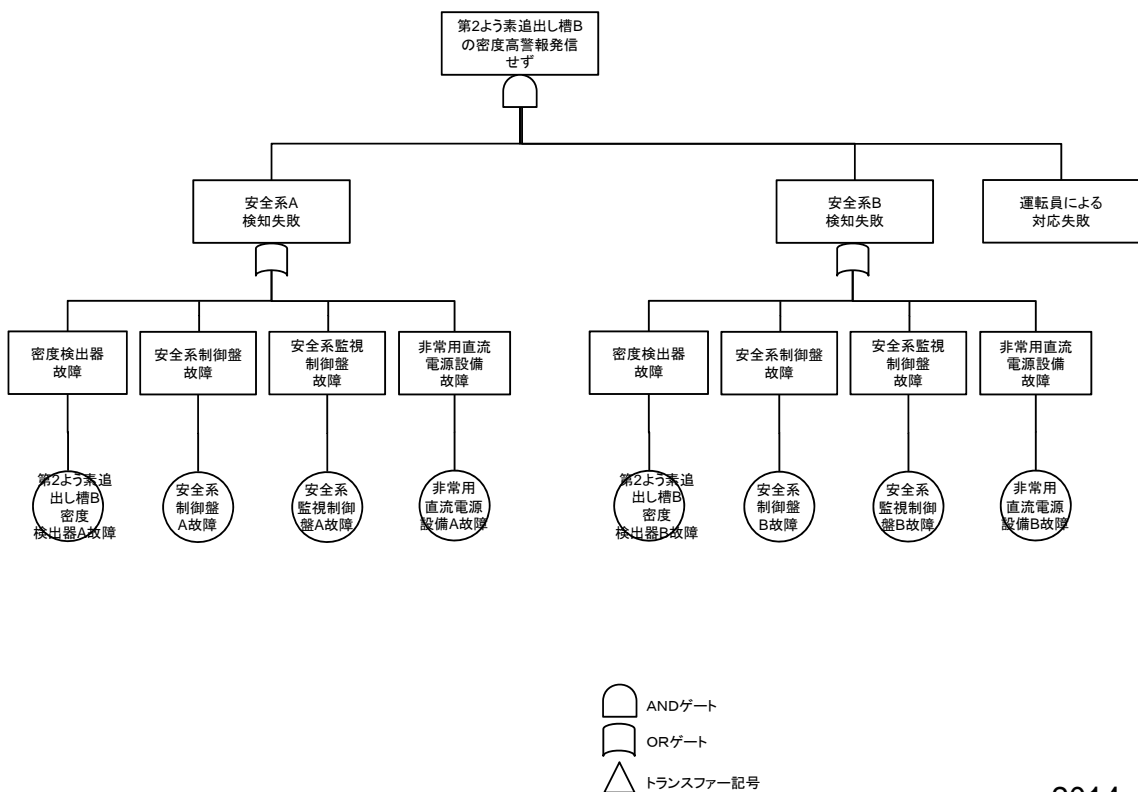 第2よう素追出し槽B
の密度高警報発信
せず
安全系A
検知失敗
安全系B
検知失敗
運転員による
対応失敗
密度検出器
故障
安全系制御盤
故障
安全系監視
制御盤
故障
非常用直流
電源設備
故障
密度検出器
故障
安全系制御盤
故障
安全系監視
制御盤
故障
非常用直流
電源設備
故障
第2よう素追
出し槽B
密度
検出器A故障
安全系
制御盤
A故障
安全系
監視制御
盤A故障
非常用
直流電源
設備A故障
第2よう素追
出し槽B
密度
検出器B故障
安全系
制御盤
B故障
安全系
監視制御
盤B故障
非常用
直流電源
設備B故障
ANDゲート
ORゲート
トランスファー記号